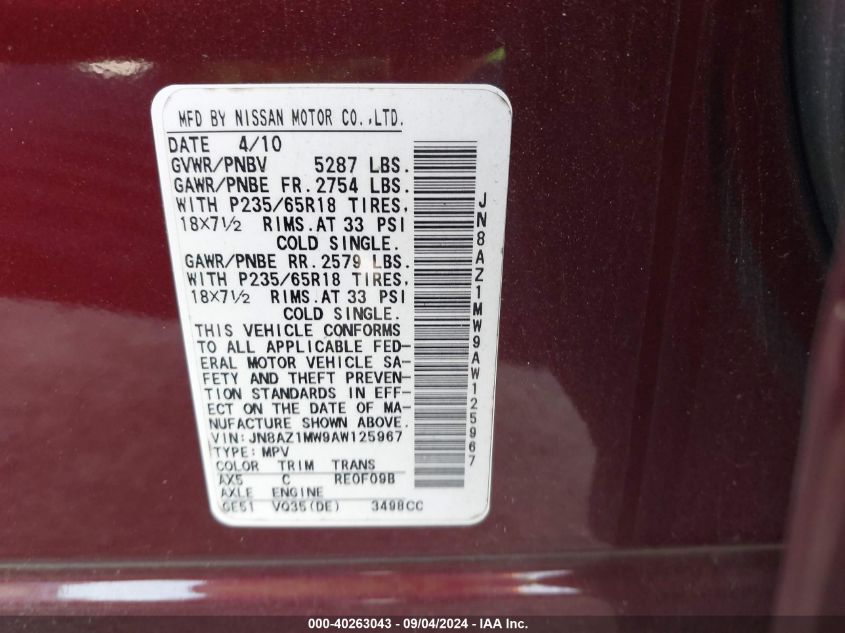 MFD BY NISSAN MOTOR CO.,LTD.
DATE 4/10
GVWR/PNBV 5287 LBS.
GAWR/PNBE FR.2754 LBS.
WITH P235/65R18 TIRES,
18×7½ RIMS.AT 33 PSI
COLD SINGLE.
GAWR/PNBE RR.2579 LBS.
WITH P235/65R18 TIRES,
18×7½ RIMS.AT 33 PSI
COLD SINGLE.
THIS VEHICLE CONFORMS
TO ALL APPLICABLE FED-
ERAL MOTOR VEHICLE SA-
FETY AND THEFT PREVEN-
TION STANDARDS IN EFF-
ECT ON THE DATE OF MA-
NUFACTURE SHOWN ABOVE.
VIN:JN8AZ1MW9AW125967
TYPE:MPV
COLOR TRIM TRANS
AX5 C RE0F09B
AXLE ENGINE
GE51 VQ35(DE) 3498CC
JN8AZ1MW9AW125967
000-40263043 - 09/04/2024 - IAA Inc.